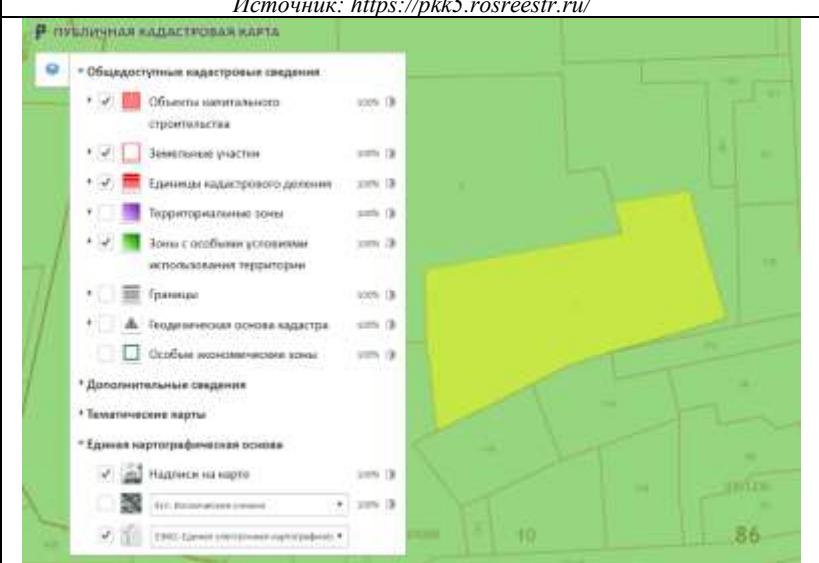 Источник: https://pkk5.rosreestr.ru/
ПУБЛИЧНАЯ КАДАСТРОВАЯ КАРТА
Общедоступные кадастровые сведения
Объекты капитального 100%
строительства
Земельные участки 100%
Единицы кадастрового деления 100%
Территориальные зоны 100%
Зоны с особыми условиями 100%
использования территории
Границы 100%
Геодезическая основа кадастра 100%
Особые экономические зоны 100%
Дополнительные сведения
Тематические карты
Единая картографическая основа
Надписи на карте 100%
100%
10
86